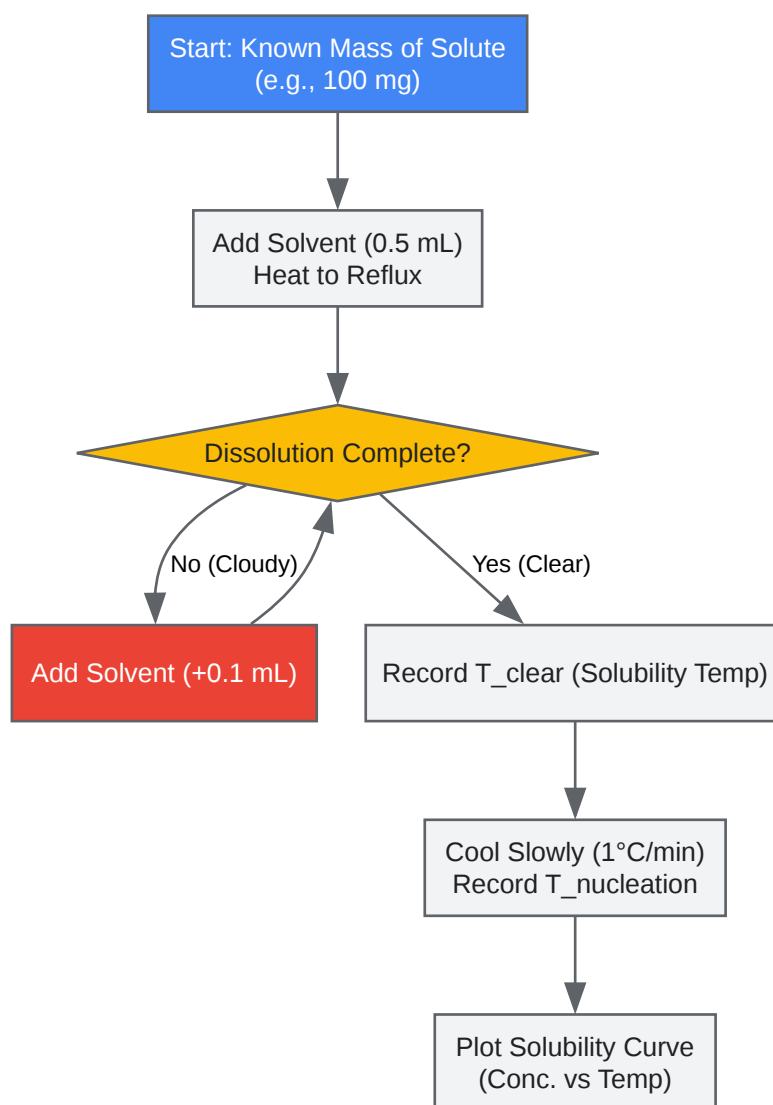 Start: Known Mass of Solute
(e.g., 100 mg)
Add Solvent (0.5 mL)
Heat to Reflux
Dissolution Complete?
No (Cloudy)
Yes (Clear)
Add Solvent (+0.1 mL)
Record T_clear (Solubility Temp)
Cool Slowly (1°C/min)
Record T_nucleation
Plot Solubility Curve
(Conc. vs Temp)